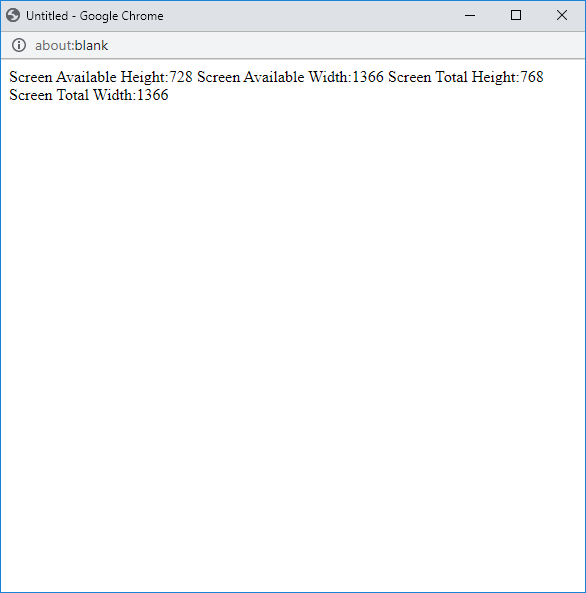 Untitled - Google Chrome
about:blank
Screen Available Height:728 Screen Available Width:1366 Screen Total Height:768
Screen Total Width:1366